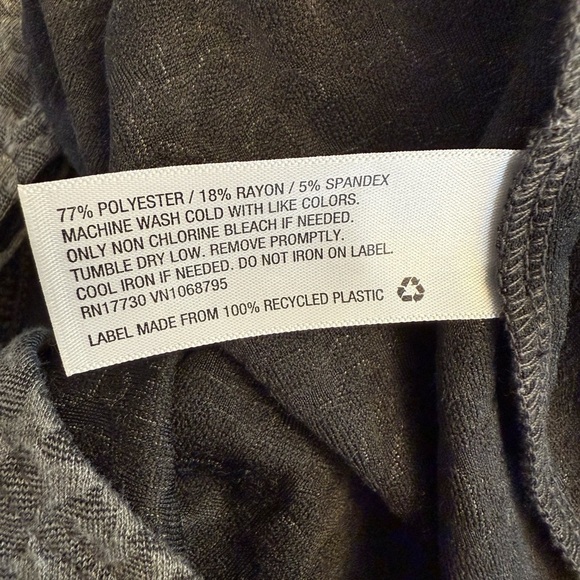 77% POLYESTER / 18% RAYON / 5% SPANDEX
MACHINE WASH COLD WITH LIKE COLORS.
ONLY NON CHLORINE BLEACH IF NEEDED.
TUMBLE DRY LOW. REMOVE PROMPTLY.
COOL IRON IF NEEDED. DO NOT IRON ON LABEL.
RN17730 VN1068795
LABEL MADE FROM 100% RECYCLED PLASTIC